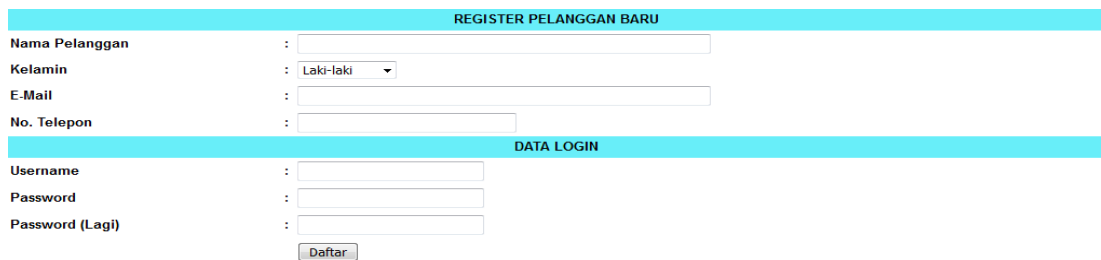 REGISTER PELANGGAN BARU
Nama Pelanggan :
Kelamin : Laki-laki
E-Mail :
No. Telepon :
DATA LOGIN
Username :
Password :
Password (Lagi) :
Daftar